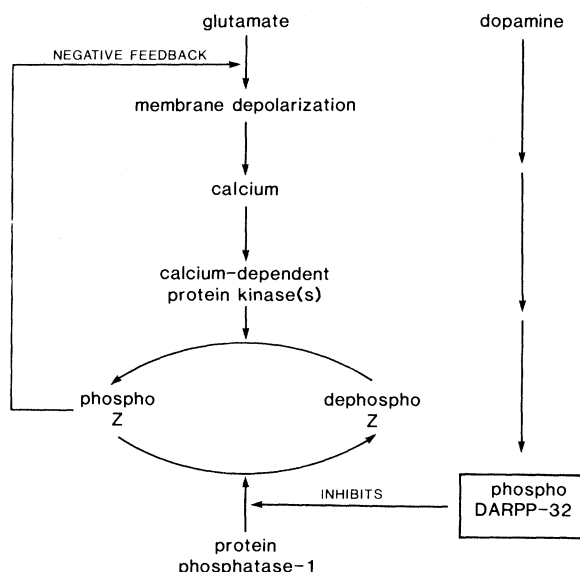 glutamate
dopamine
NEGATIVE FEEDBACK
membrane depolarization
calcium
calcium-dependent
protein kinase(s)
phospho
Z
dephospho
Z
INHIBITS
phospho
DARPP-32
protein
phosphatase-1